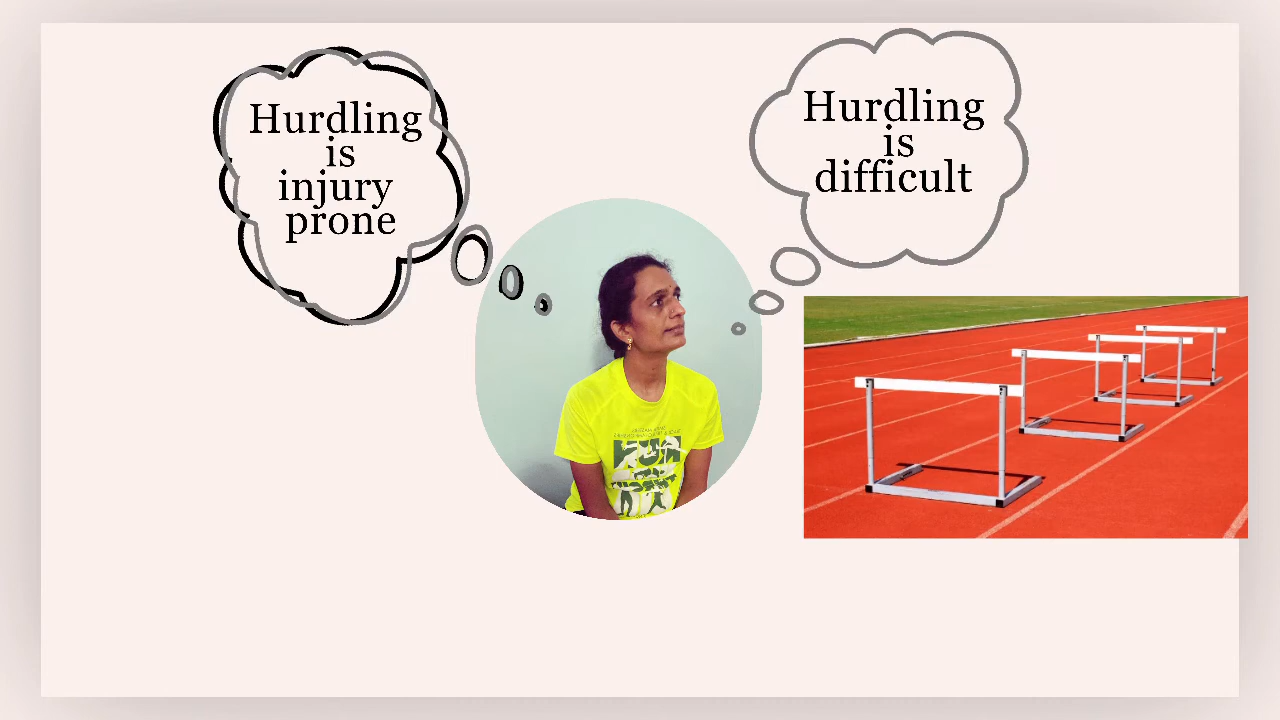 Hurdling
is
injury
prone
Hurdling
is
difficult